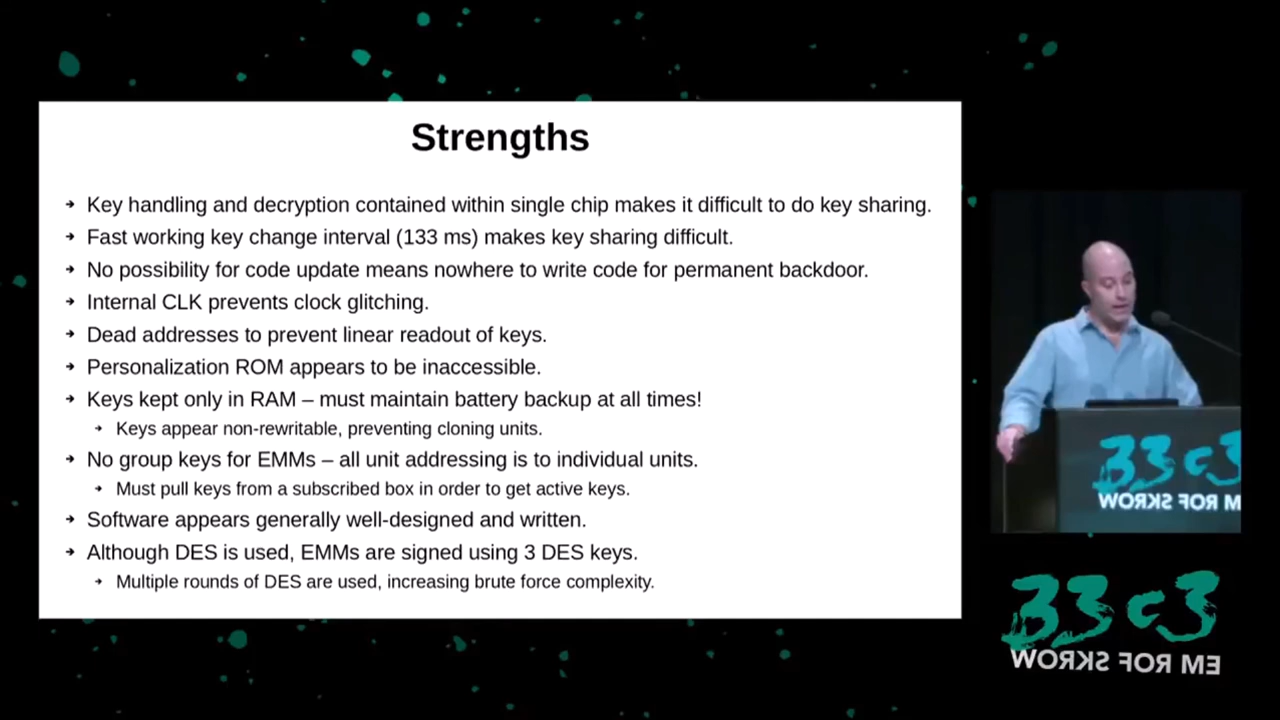 Strengths
Key handling and decryption contained within single chip makes it difficult to do key sharing.
Fast working key change interval (133 ms) makes key sharing difficult.
No possibility for code update means nowhere to write code for permanent backdoor.
Internal CLK prevents clock glitching.
Dead addresses to prevent linear readout of keys.
Personalization ROM appears to be inaccessible.
Keys kept only in RAM – must maintain battery backup at all times!
Keys appear non-rewritable, preventing cloning units.
No group keys for EMMs – all unit addressing is to individual units.
Must pull keys from a subscribed box in order to get active keys.
Software appears generally well-designed and written.
Although DES is used, EMMs are signed using 3 DES keys.
Multiple rounds of DES are used, increasing brute force complexity.
33c3
WORKS FOR M
33c3
WORKS FOR ME